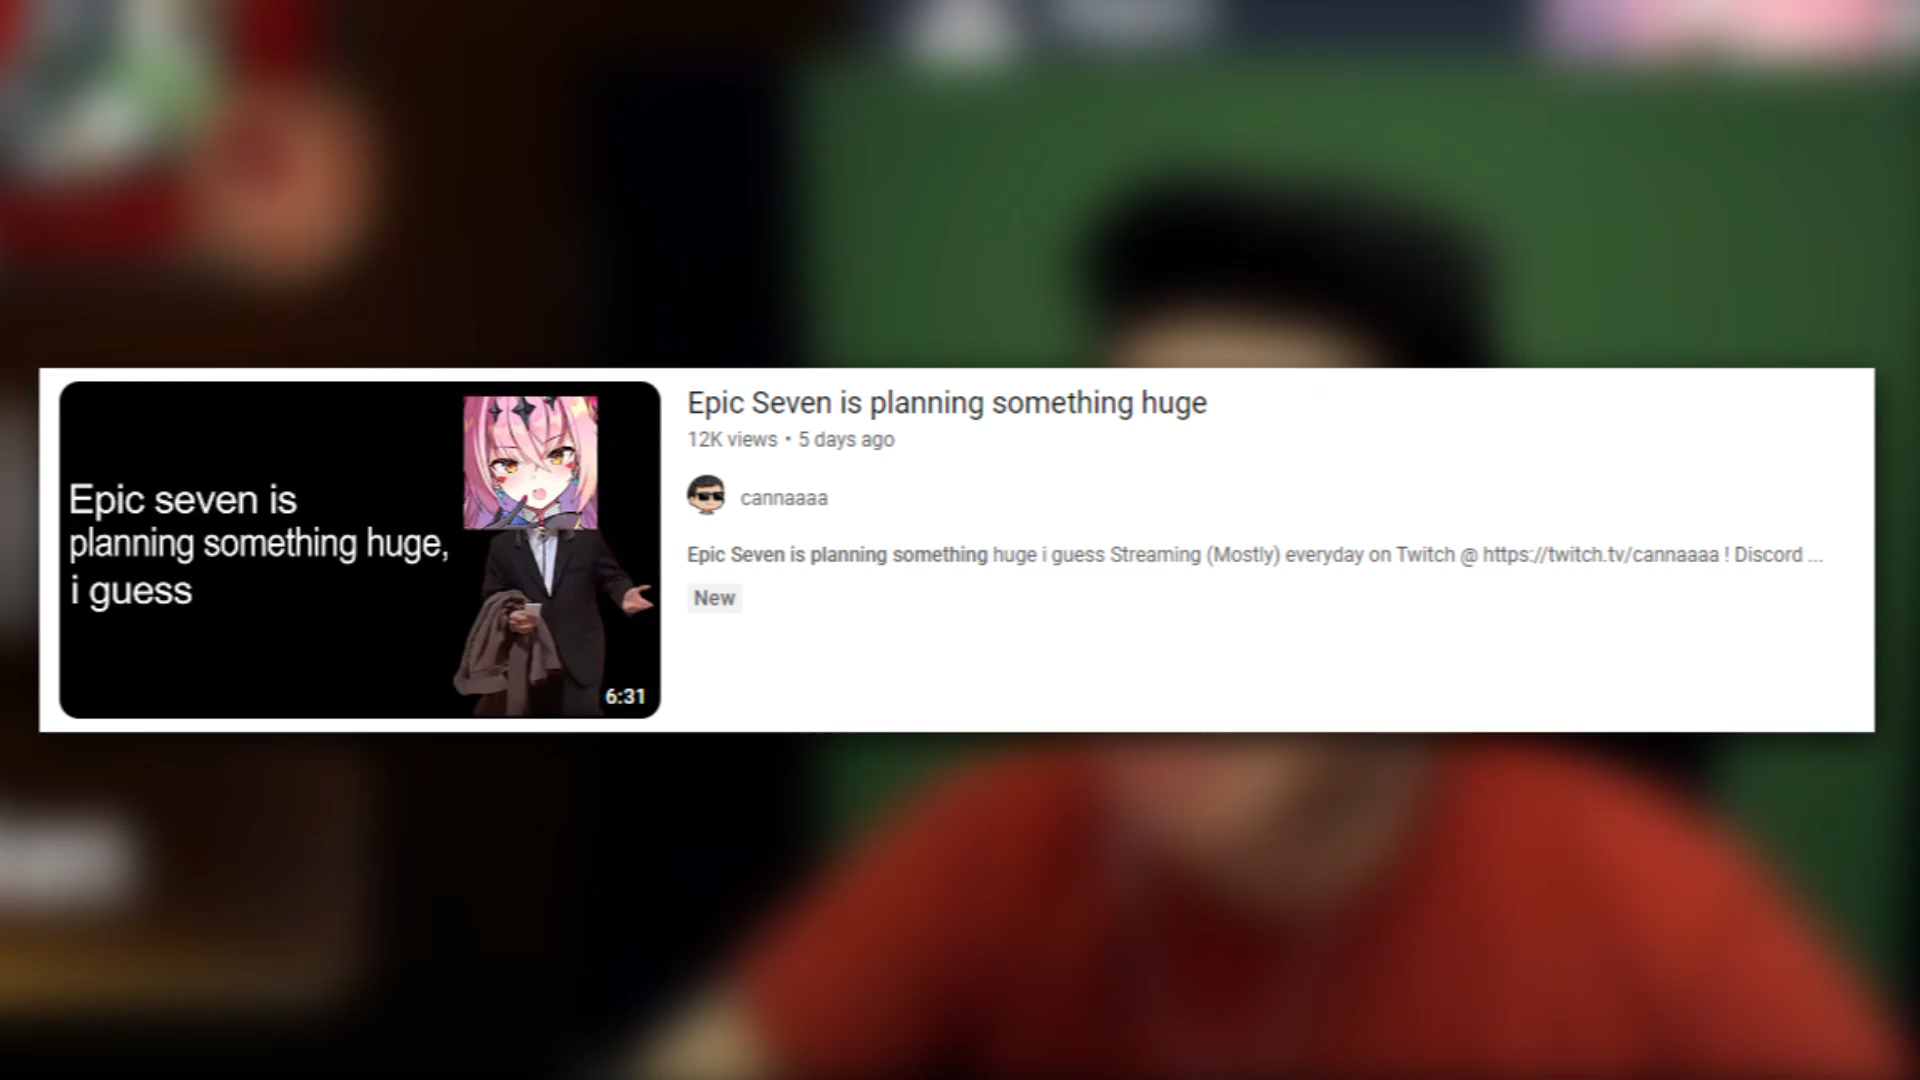 Epic seven is
planning something huge,
i guess
6:31
Epic Seven is planning something huge
12K views • 5 days ago
cannaaaa
Epic Seven is planning something huge i guess Streaming (Mostly) everyday on Twitch @ https://twitch.tv/cannaaaa ! Discord ...
New